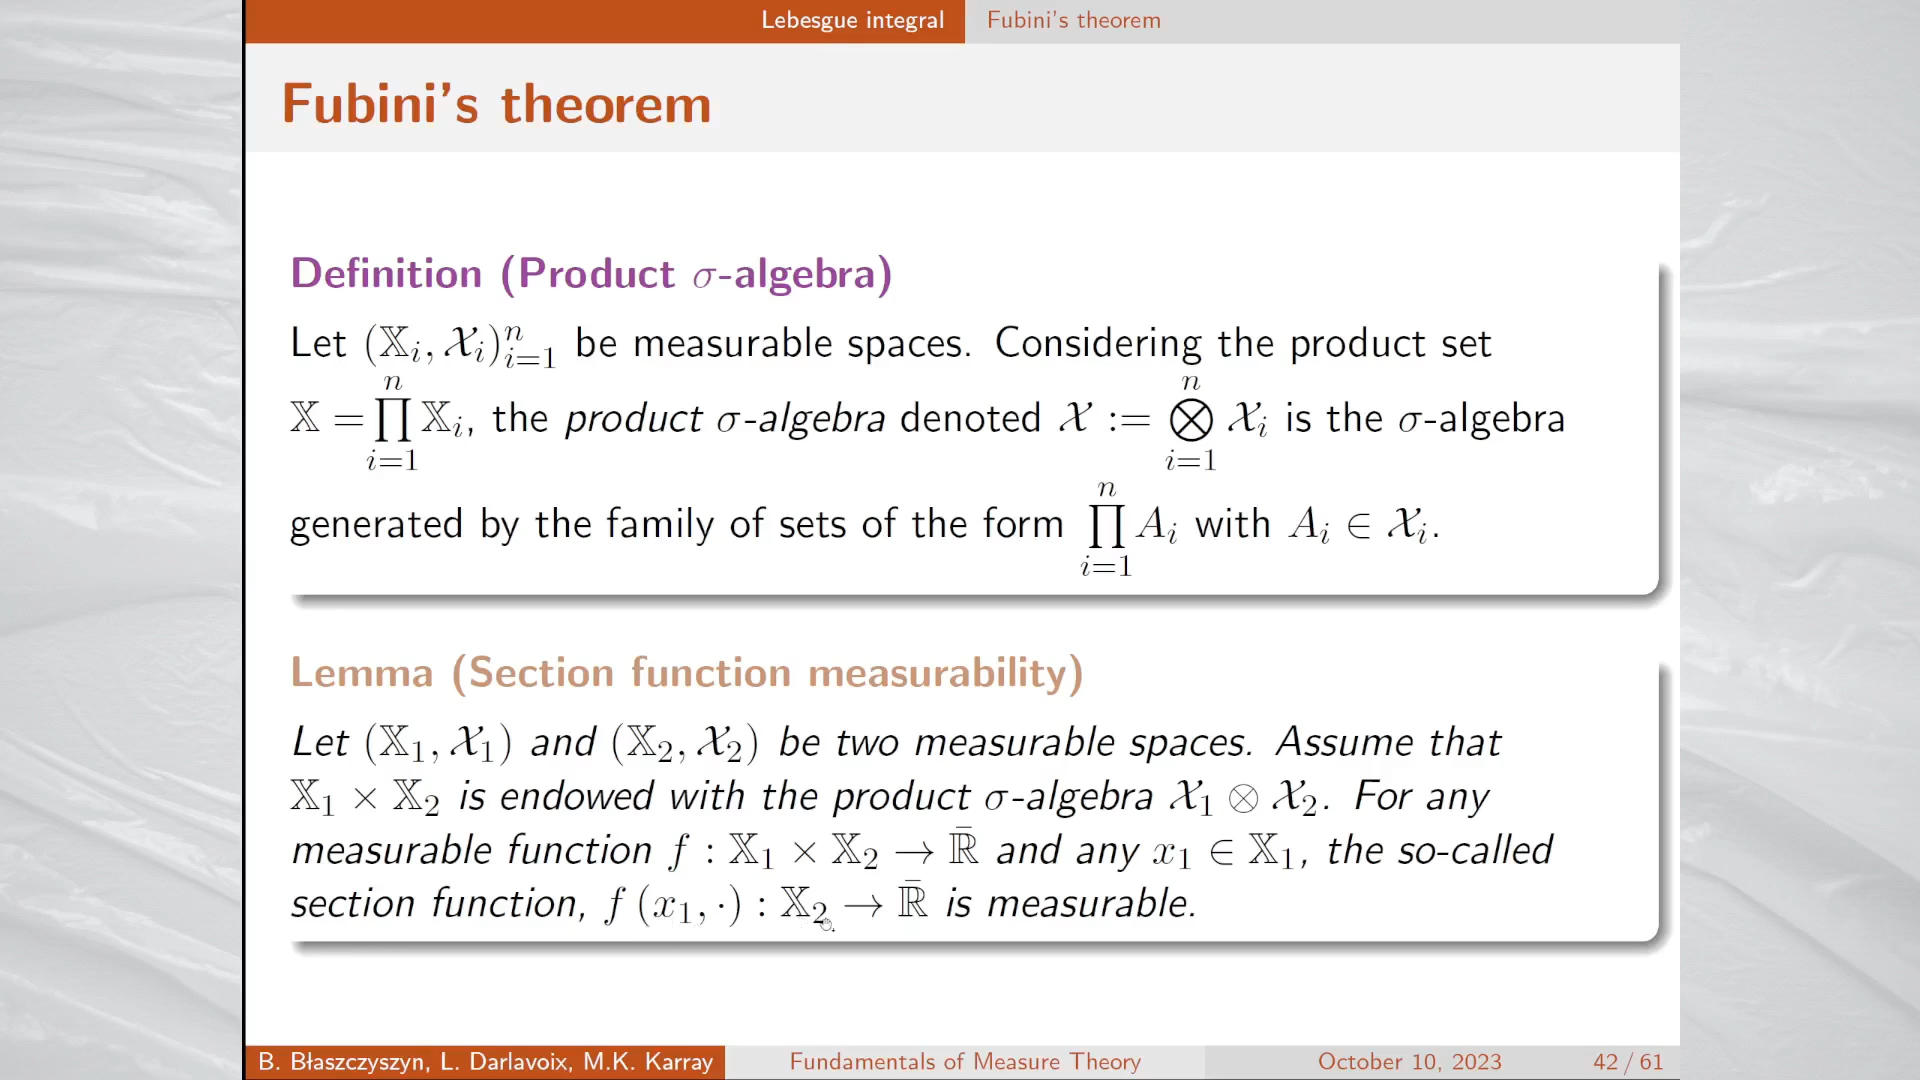 Lebesgue integral Fubini's theorem
Fubini's theorem
Definition (Product σ-algebra)
Let (𝕏ᵢ, 𝒳ᵢ)ⁿᵢ₌₁ be measurable spaces. Considering the product set
𝕏 = ∏ⁿᵢ₌₁ 𝕏ᵢ, the product σ-algebra denoted 𝒳 := ⨂ⁿᵢ₌₁ 𝒳ᵢ is the σ-algebra
generated by the family of sets of the form ∏ⁿᵢ₌₁ Aᵢ with Aᵢ ∈ 𝒳ᵢ.
Lemma (Section function measurability)
Let (𝕏₁, 𝒳₁) and (𝕏₂, 𝒳₂) be two measurable spaces. Assume that
𝕏₁ × 𝕏₂ is endowed with the product σ-algebra 𝒳₁ ⊗ 𝒳₂. For any
measurable function f : 𝕏₁ × 𝕏₂ → ℝ̄ and any x₁ ∈ 𝕏₁, the so-called
section function, f (x₁, ·) : 𝕏₂ → ℝ̄ is measurable.
B. Błaszczyszyn, L. Darlavoix, M.K. Karray Fundamentals of Measure Theory October 10, 2023 42 / 61